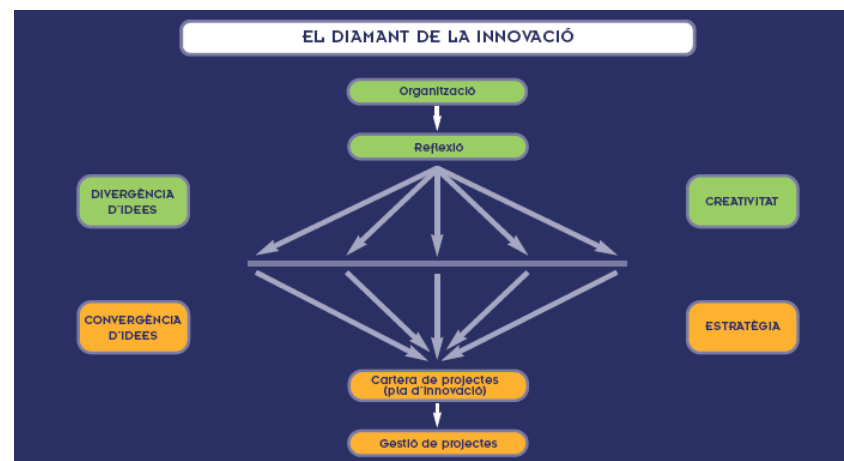 EL DIAMANT DE LA INNOVACIÓ
Organització
Reflexió
DIVERGÈNCIA
D'IDEES
CREATIVITAT
CONVERGÈNCIA
D'IDEES
ESTRATÈGIA
Cartera de projectes
(pla d'innovació)
Gestió de projectes